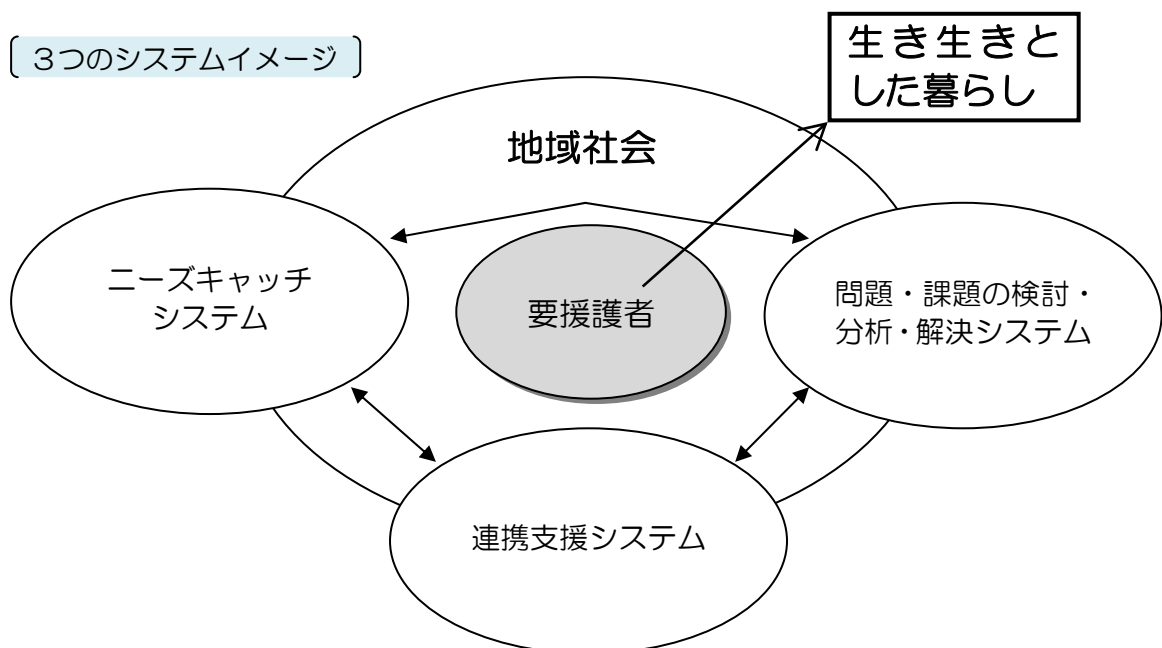 ３つのシステムイメージ
生き生きと
した暮らし
地域社会
ニーズキャッチ
システム
要援護者
問題・課題の検討・
分析・解決システム
連携支援システム